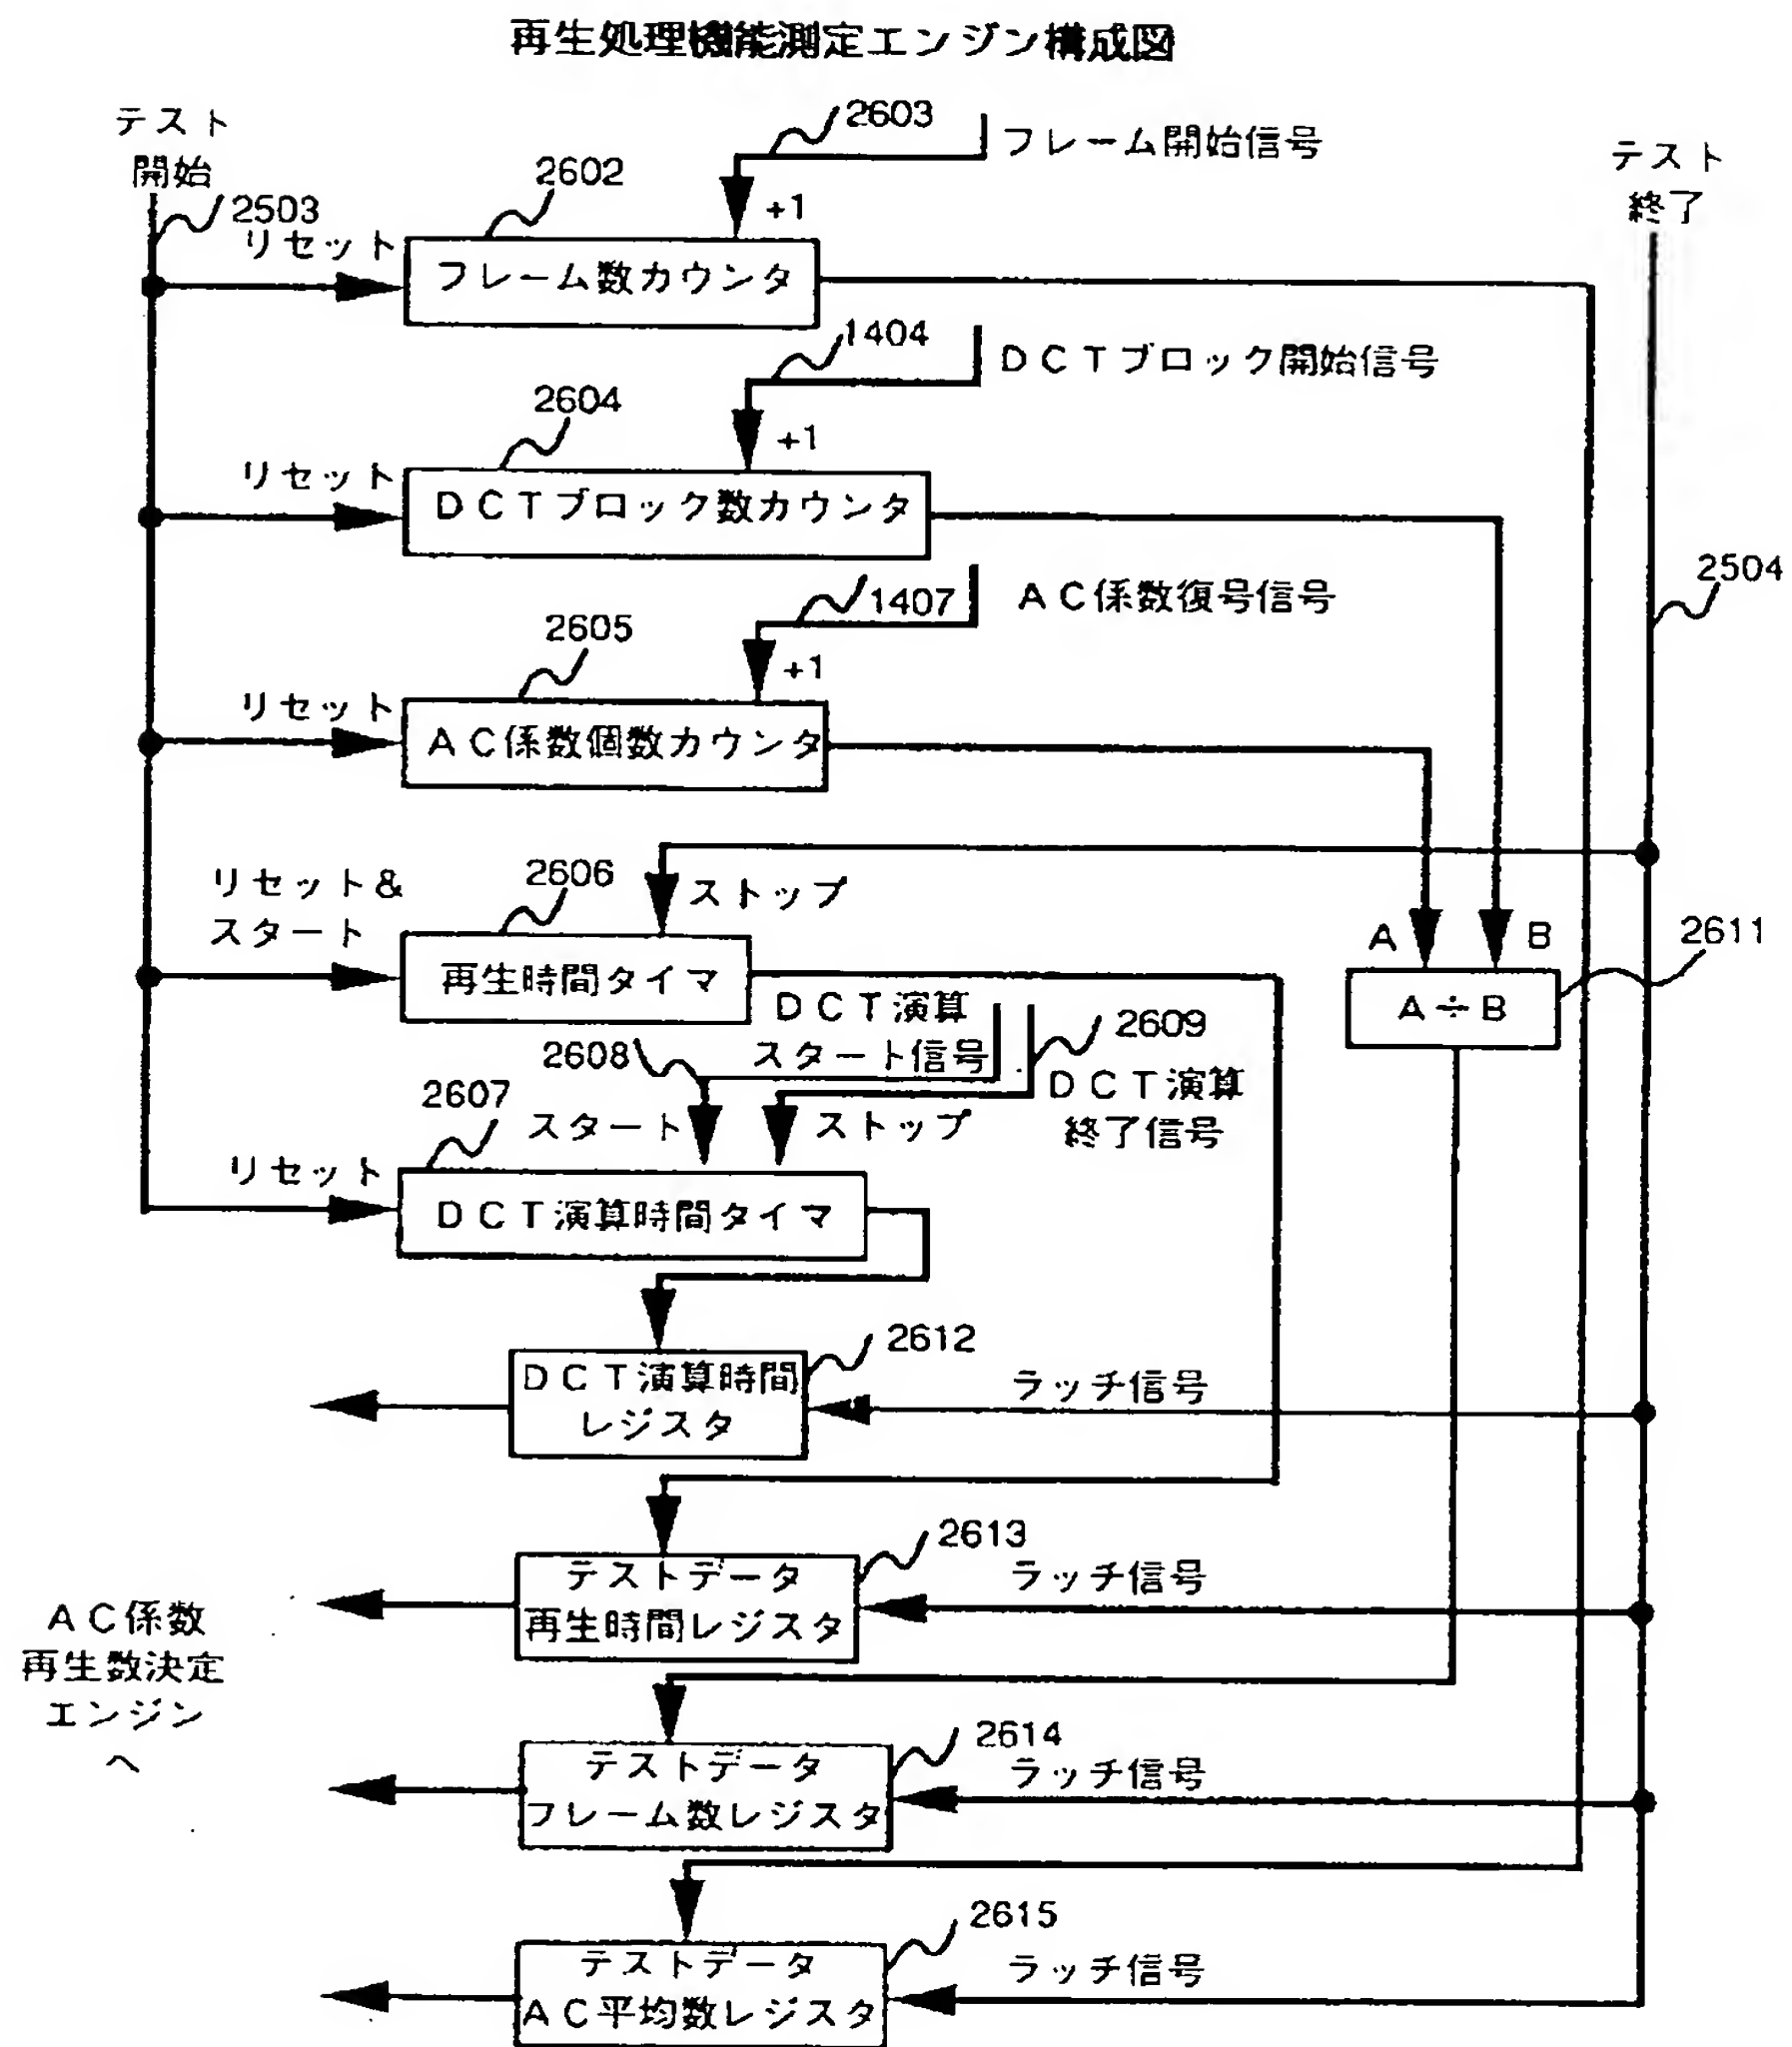 再生処理機能測定エンジン構成図
テスト
開始
2503
2603
フレーム開始信号
テスト
終了
2602
+1
リセット
フレーム数カウンタ
1404
DCTブロック開始信号
2604
+1
リセット
DCTブロック数カウンタ
2504
1407
AC係数復号信号
2605
+1
リセット
AC係数個数カウンタ
リセット&
スタート
2606
ストップ
再生時間タイマ
A
B
2611
A÷B
DCT演算
スタート信号
2608
2609
DCT演算
終了信号
2607
スタート
ストップ
リセット
DCT演算時間タイマ
2612
DCT演算時間
レジスタ
ラッチ信号
2613
テストデータ
再生時間レジスタ
ラッチ信号
AC係数
再生数決定
エンジン
へ
2614
テストデータ
フレーム数レジスタ
ラッチ信号
2615
テストデータ
AC平均数レジスタ
ラッチ信号